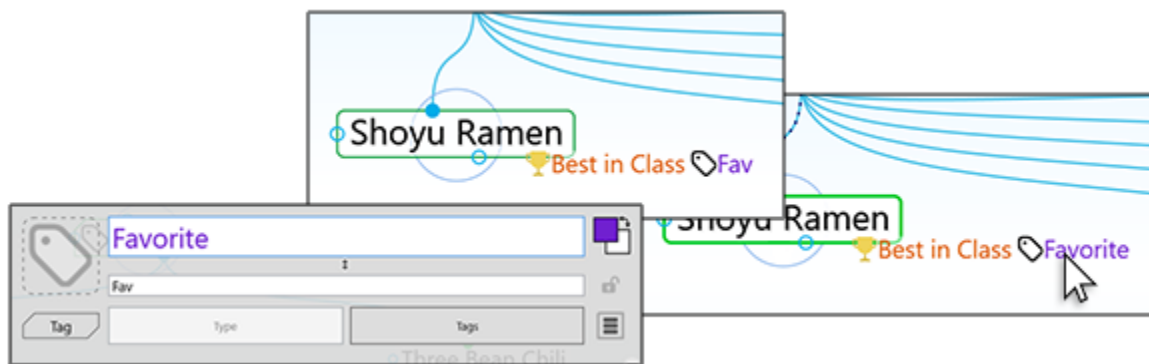 Shoyu Ramen
Best in Class Fav
Shoyu Ramen
Best in Class Favorite
Favorite
Fav
Tag Type Tags
Three Bean Chili